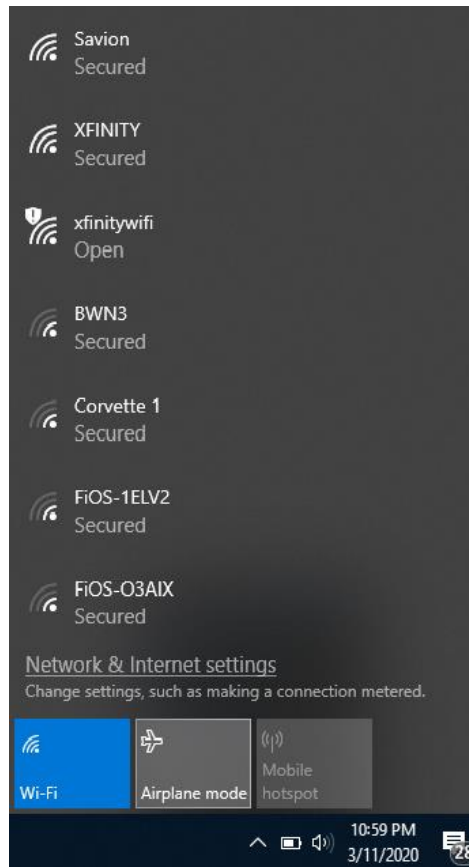 Savion
Secured
XFINITY
Secured
xfinitywifi
Open
BWN3
Secured
Corvette 1
Secured
FiOS-1ELV2
Secured
FiOS-O3AIX
Secured
Network & Internet settings
Change settings, such as making a connection metered.
Wi-Fi
Airplane mode
Mobile
hotspot
10:59 PM
3/11/2020
28